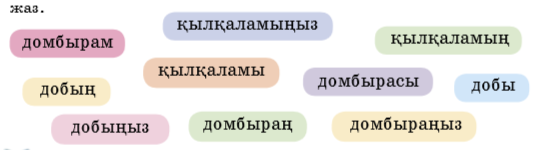 жаз.
қылқаламыңыз
домбырам
қылқаламың
қылқаламы
домбырасы
добың
добы
добыңыз
домбыраң
домбыраңыз